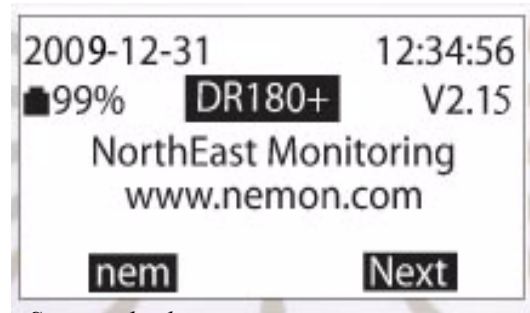 2009-12-31 12:34:56
99% DR180+ V2.15
NorthEast Monitoring
www.nemon.com
nem Next